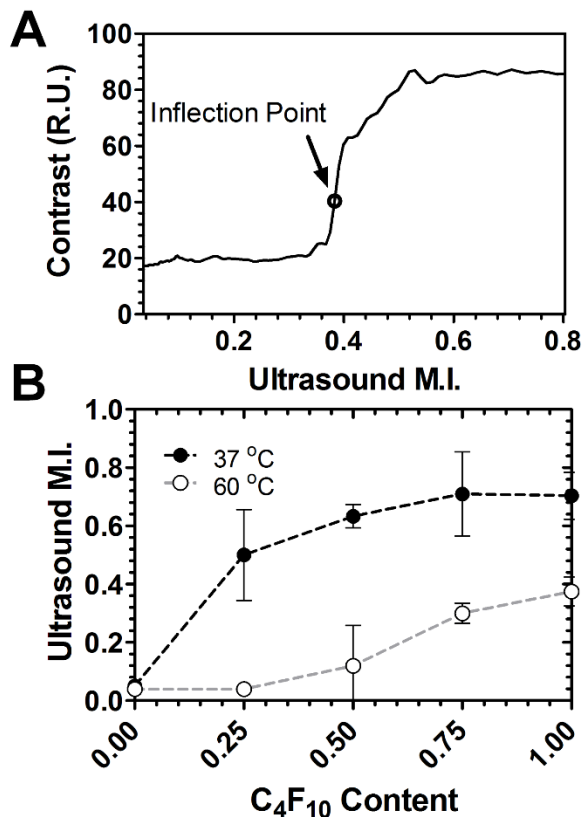 A
Contrast (R.U.)
100
80
60
40
20
0
Inflection Point
0.2
0.4
0.6
0.8
Ultrasound M.I.
B
Ultrasound M.I.
1.0
0.8
0.6
0.4
0.2
0.0
37 °C
60 °C
0.00
0.25
0.50
0.75
1.00
C₄F₁₀ Content